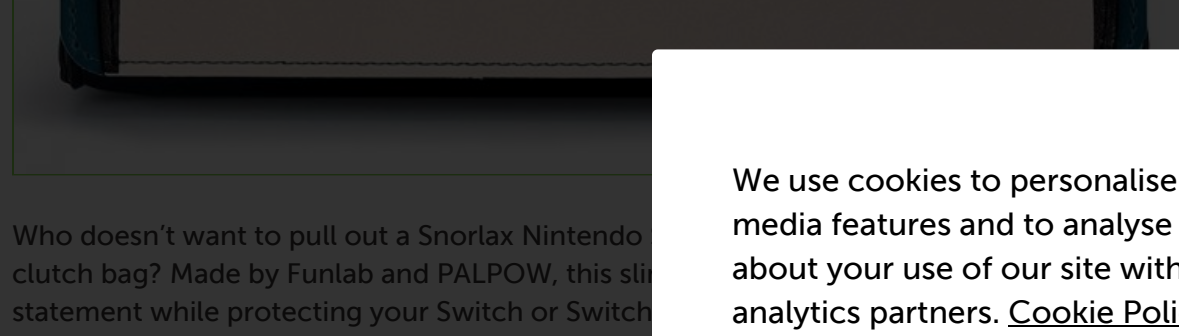 Who doesn't want to pull out a Snorlax Nintendo
clutch bag? Made by Funlab and PALPOW, this
statement while protecting your Switch or Switch
We use cookies to personalise
media features and to analyse
about your use of our site with
analytics partners. Cookie